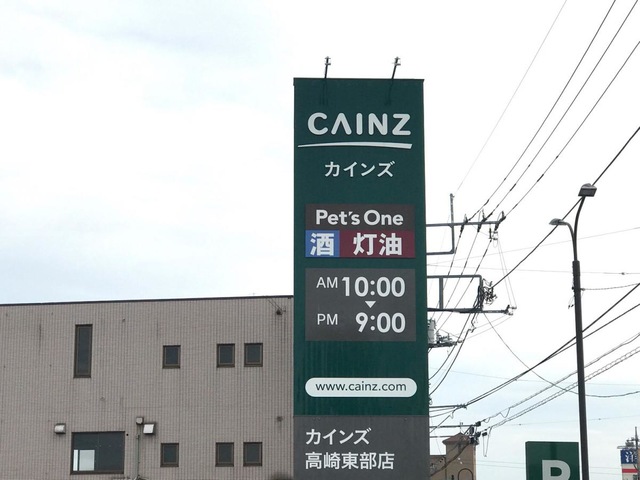 CAINZ
カインズ
Pet's One
酒 灯油
AM 10:00
PM 9:00
www.cainz.com
カインズ
高崎東部店
P